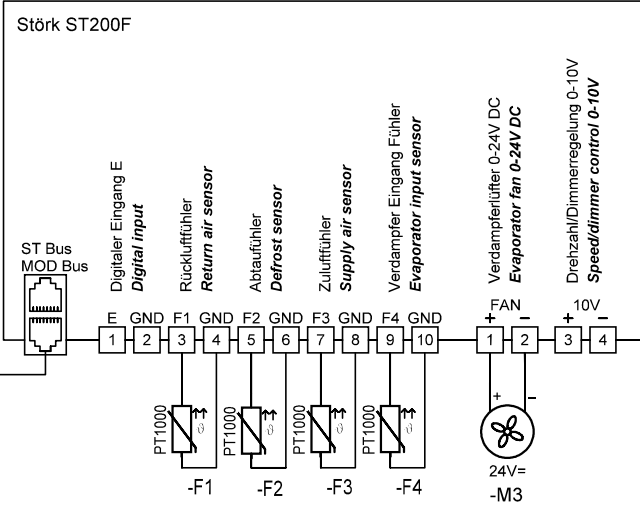 Störk ST200F
ST Bus
MOD Bus
Digitaler Eingang E
Digital input
Rückluftfühler
Return air sensor
Abtaufühler
Defrost sensor
Zuluftfühler
Supply air sensor
Verdampfer Eingang Fühler
Evaporator input sensor
Verdampferlüfter 0-24V DC
Evaporator fan 0-24V DC
Drehzahl/Dimmerregelung 0-10V
Speed/dimmer control 0-10V
FAN 10V
E GND F1 GND F2 GND F3 GND F4 GND + − + −
1 2 3 4 5 6 7 8 9 10 1 2 3 4
+ −
PT1000 ϑ PT1000 ϑ PT1000 ϑ PT1000 ϑ
24V=
-F1 -F2 -F3 -F4 -M3